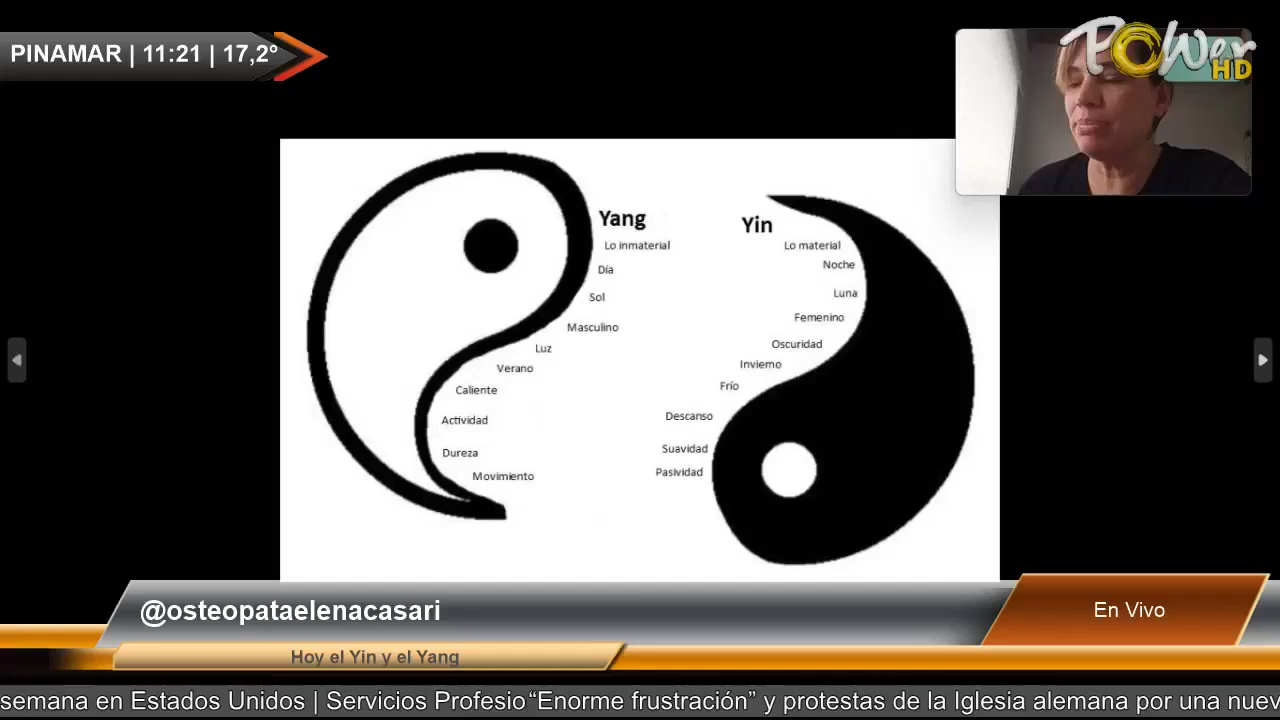 PINAMAR | 11:21 | 17,2°
POWer
HD
Yang
Lo inmaterial
Día
Sol
Masculino
Luz
Verano
Caliente
Actividad
Dureza
Movimiento
Yin
Lo material
Noche
Luna
Femenino
Oscuridad
Invierno
Frío
Descanso
Suavidad
Pasividad
@osteopataelenacasari
En Vivo
Hoy el Yin y el Yang
semana en Estados Unidos | Servicios Profesio“Enorme frustración” y protestas de la Iglesia alemana por una nuev